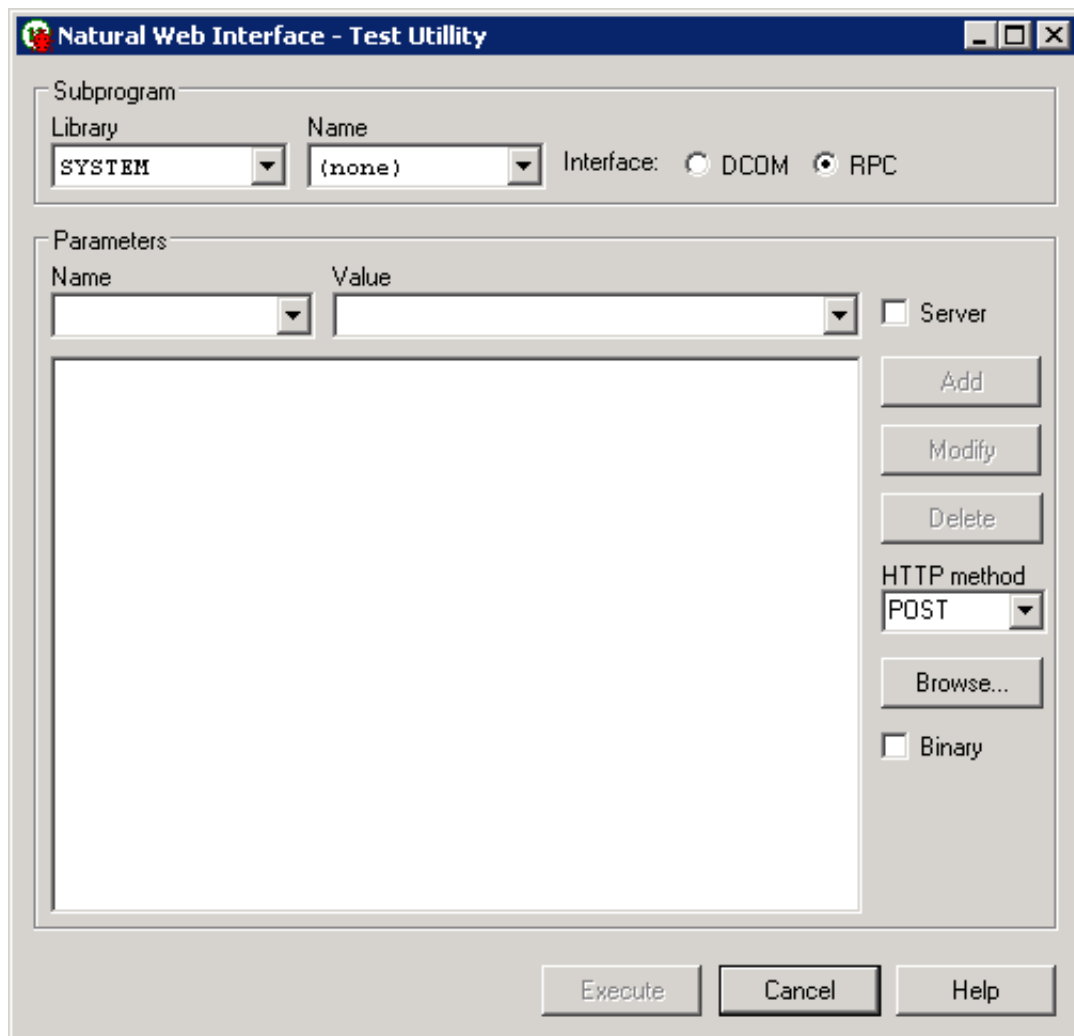 Natural Web Interface - Test Utillity
Subprogram
Library Name
SYSTEM (none) Interface: DCOM RPC
Parameters
Name Value
Server
Add
Modify
Delete
HTTP method
POST
Browse...
Binary
Execute Cancel Help